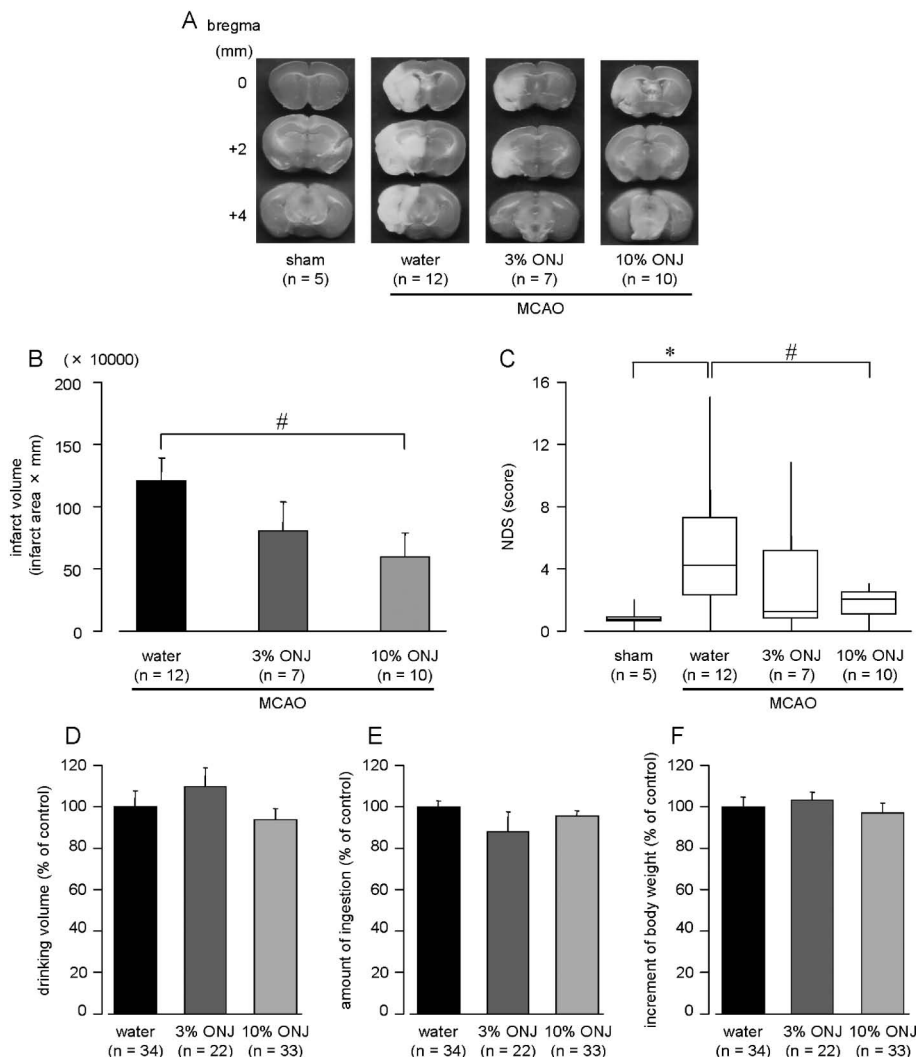 A bregma
(mm)
0
+2
+4
sham water 3% ONJ 10% ONJ
(n = 5) (n = 12) (n = 7) (n = 10)
MCAO
B (× 10000)
200
150
100
50
0
infarct volume
(infarct area × mm)
#
water 3% ONJ 10% ONJ
(n = 12) (n = 7) (n = 10)
MCAO
C
* #
16
12
8
4
0
NDS (score)
sham water 3% ONJ 10% ONJ
(n = 5) (n = 12) (n = 7) (n = 10)
MCAO
D
120
100
80
60
40
20
0
drinking volume (% of control)
water 3% ONJ 10% ONJ
(n = 34) (n = 22) (n = 33)
E
120
100
80
60
40
20
0
amount of ingestion (% of control)
water 3% ONJ 10% ONJ
(n = 34) (n = 22) (n = 33)
F
120
100
80
60
40
20
0
increment of body weight (% of control)
water 3% ONJ 10% ONJ
(n = 34) (n = 22) (n = 33)